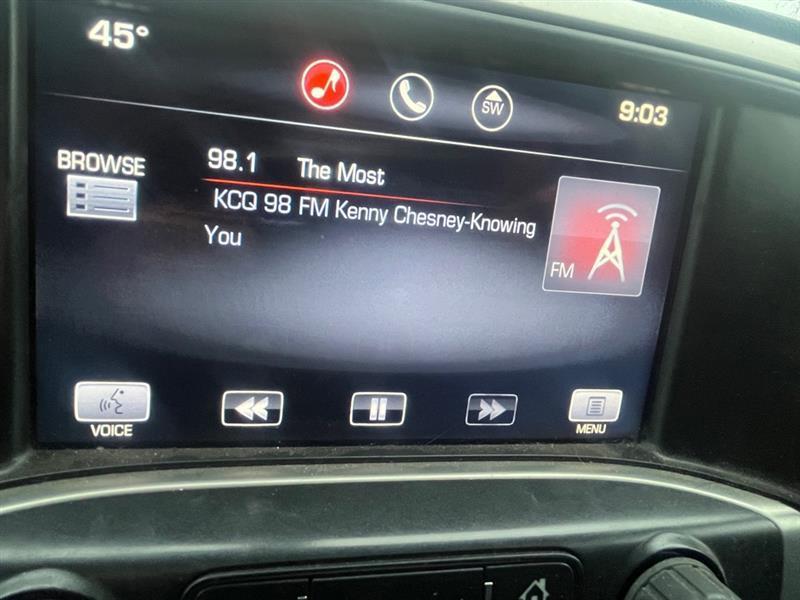 45°
SW
9:03
BROWSE
98.1 The Most
KCQ 98 FM Kenny Chesney-Knowing
You
FM
VOICE
MENU